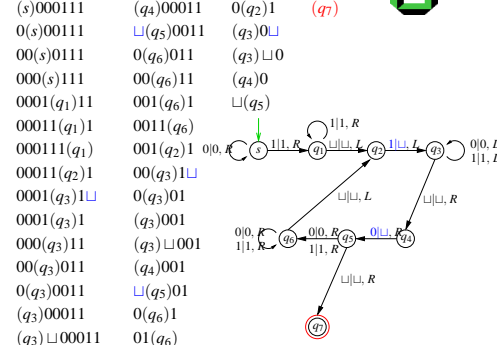 (s)000111
0(s)00111
00(s)0111
000(s)111
0001(q₁)11
00011(q₁)1
000111(q₁)
00011(q₂)1
0001(q₃)1⊔
0001(q₃)1
000(q₃)11
00(q₃)011
0(q₃)0011
(q₃)00011
(q₃)⊔00011
(q₄)00011
⊔(q₅)0011
0(q₆)011
00(q₆)11
001(q₆)1
0011(q₆)
001(q₂)1
00(q₃)1⊔
0(q₃)01
(q₃)001
(q₃)⊔001
(q₄)001
⊔(q₅)01
0(q₆)1
01(q₆)
0(q₂)1
(q₃)0⊔
(q₃)⊔0
(q₄)0
⊔(q₅)
(q₇)
1|1, R
0|0, R
s
1|1, R
q₁
⊔|⊔, L
q₂
1|⊔, L
q₃
0|0, L
1|1, L
⊔|⊔, R
⊔|⊔, L
0|0, R
1|1, R
q₆
0|0, R
1|1, R
q₅
0|⊔, R
q₄
⊔|⊔, R
q₇